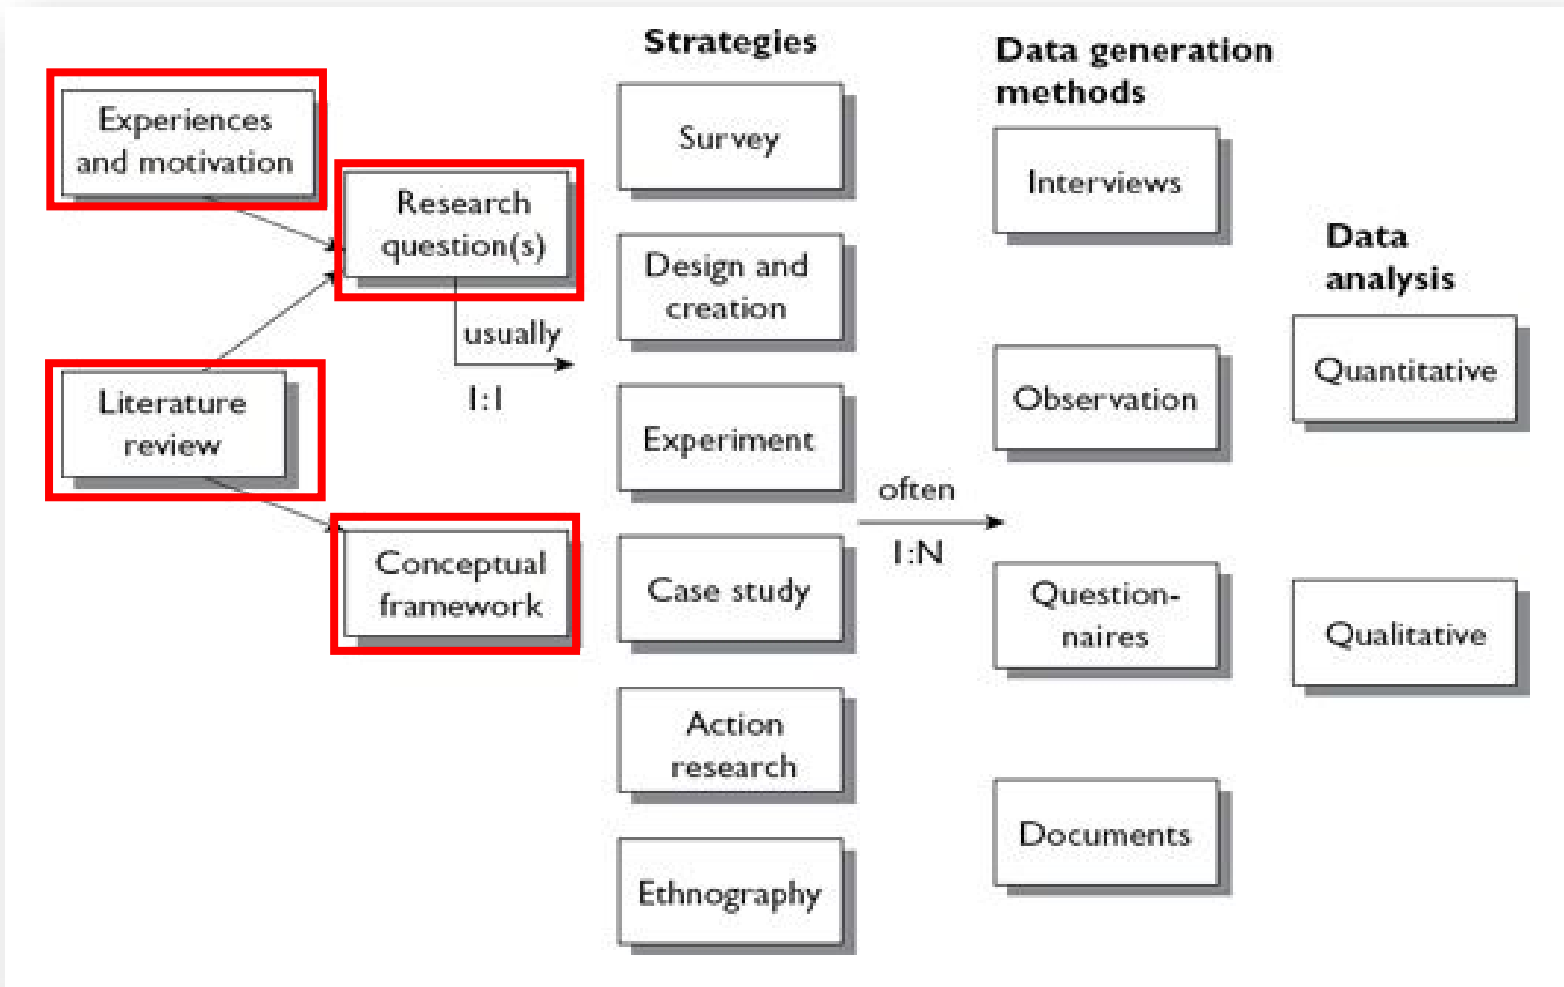 Experiences
and motivation
Literature
review
Research
question(s)
usually
1:1
Conceptual
framework
Strategies
Survey
Design and
creation
Experiment
Case study
Action
research
Ethnography
often
1:N
Data generation
methods
Interviews
Observation
Question-
naires
Documents
Data
analysis
Quantitative
Qualitative